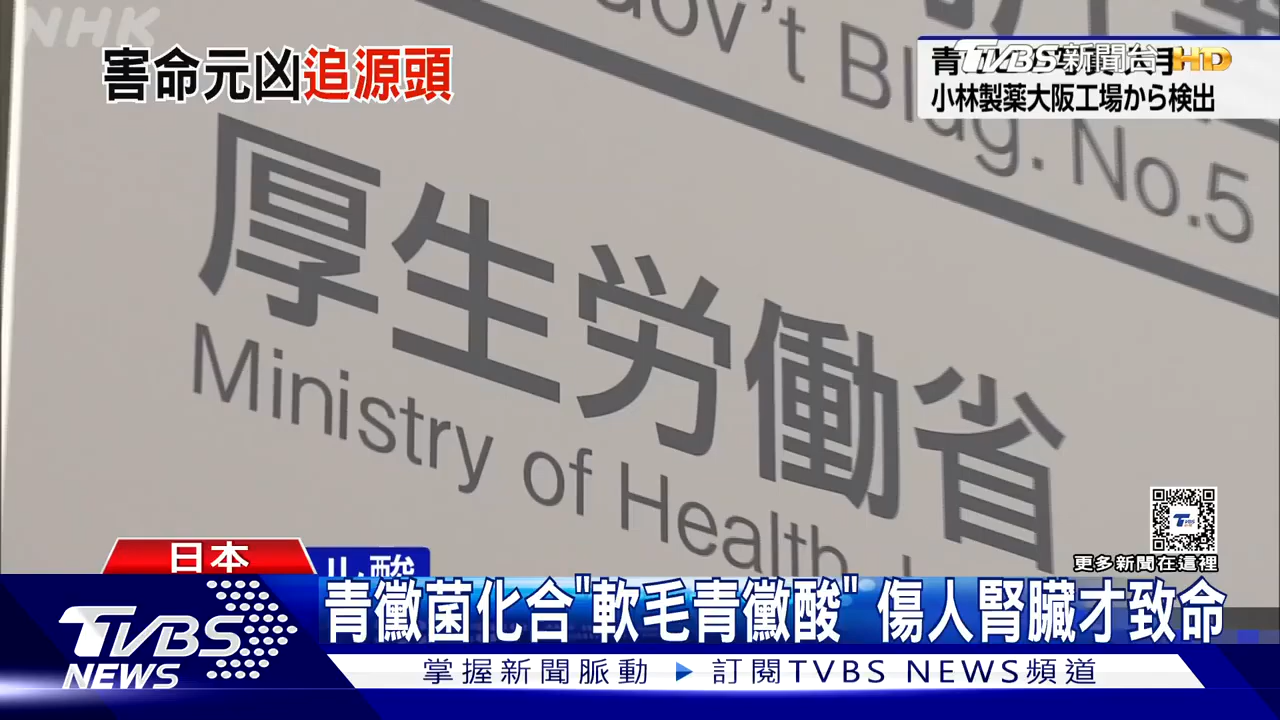 NHK
害命元凶追源頭
TVBS新聞台HD
小林製薬大阪工場から検出
Gov't Bldg. No.5
厚生労働省
Ministry of Health
更多新聞在這裡
日本
青黴菌化合"軟毛青黴酸" 傷人腎臟才致命
TVBS NEWS
掌握新聞脈動 ▶ 訂閱TVBS NEWS頻道